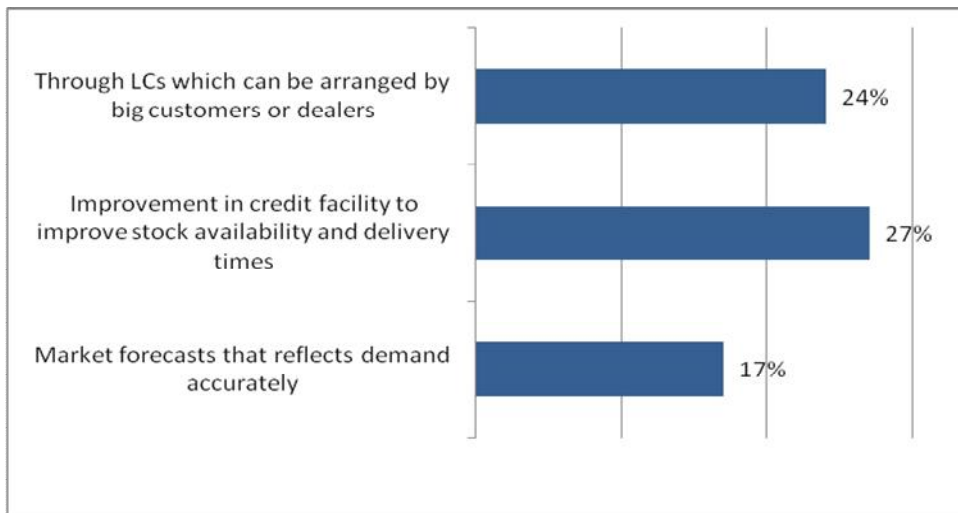 Through LCs which can be arranged by
big customers or dealers
24%
Improvement in credit facility to
improve stock availability and delivery
times
27%
Market forecasts that reflects demand
accurately
17%